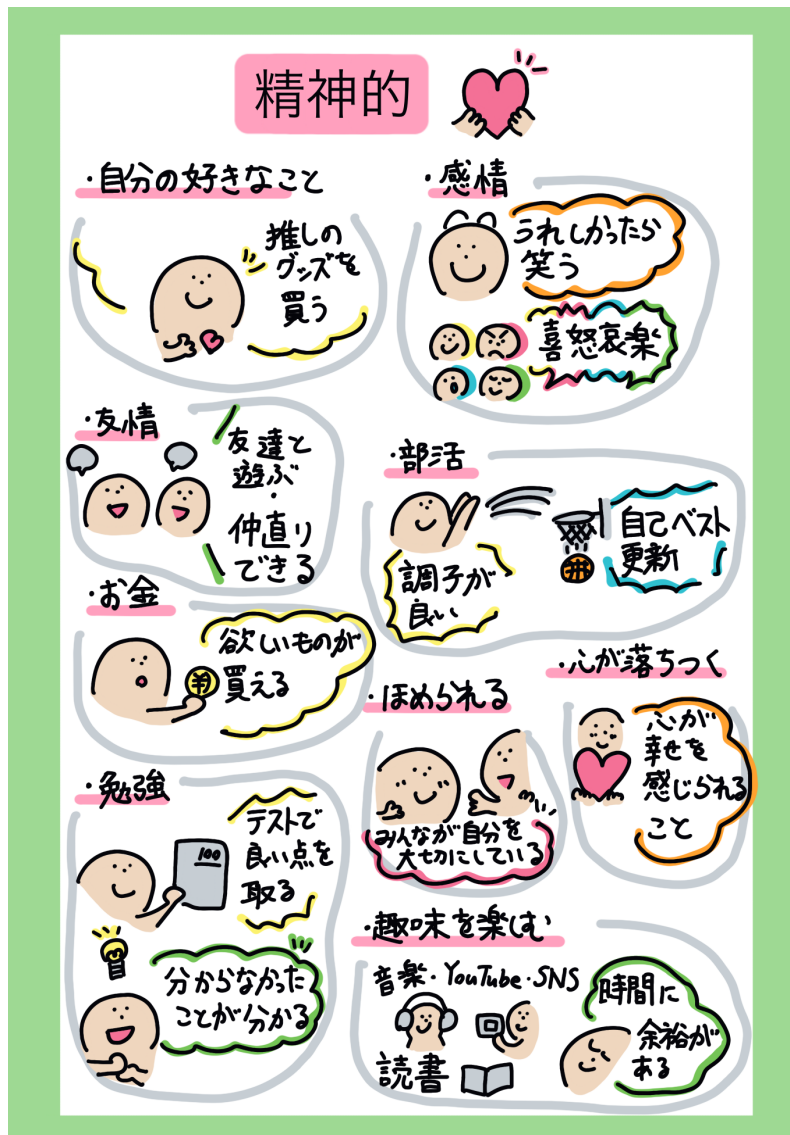 精神的
・自分の好きなこと
推しの
グッズを
買う
・感情
うれしかったら
笑う
喜怒哀楽
・友情
友達と
遊ぶ・
仲直り
できる
・部活
調子が
良い
自己ベスト
更新
・お金
¥
欲しいものが
買える
・ほめられる
みんなが自分を
大切にしている
・心が落ちつく
心が
幸せを
感じられる
こと
・勉強
100
テストで
良い点を
取る
分からなかった
ことが分かる
・趣味を楽しむ
音楽・YouTube・SNS
読書
時間に
余裕が
ある